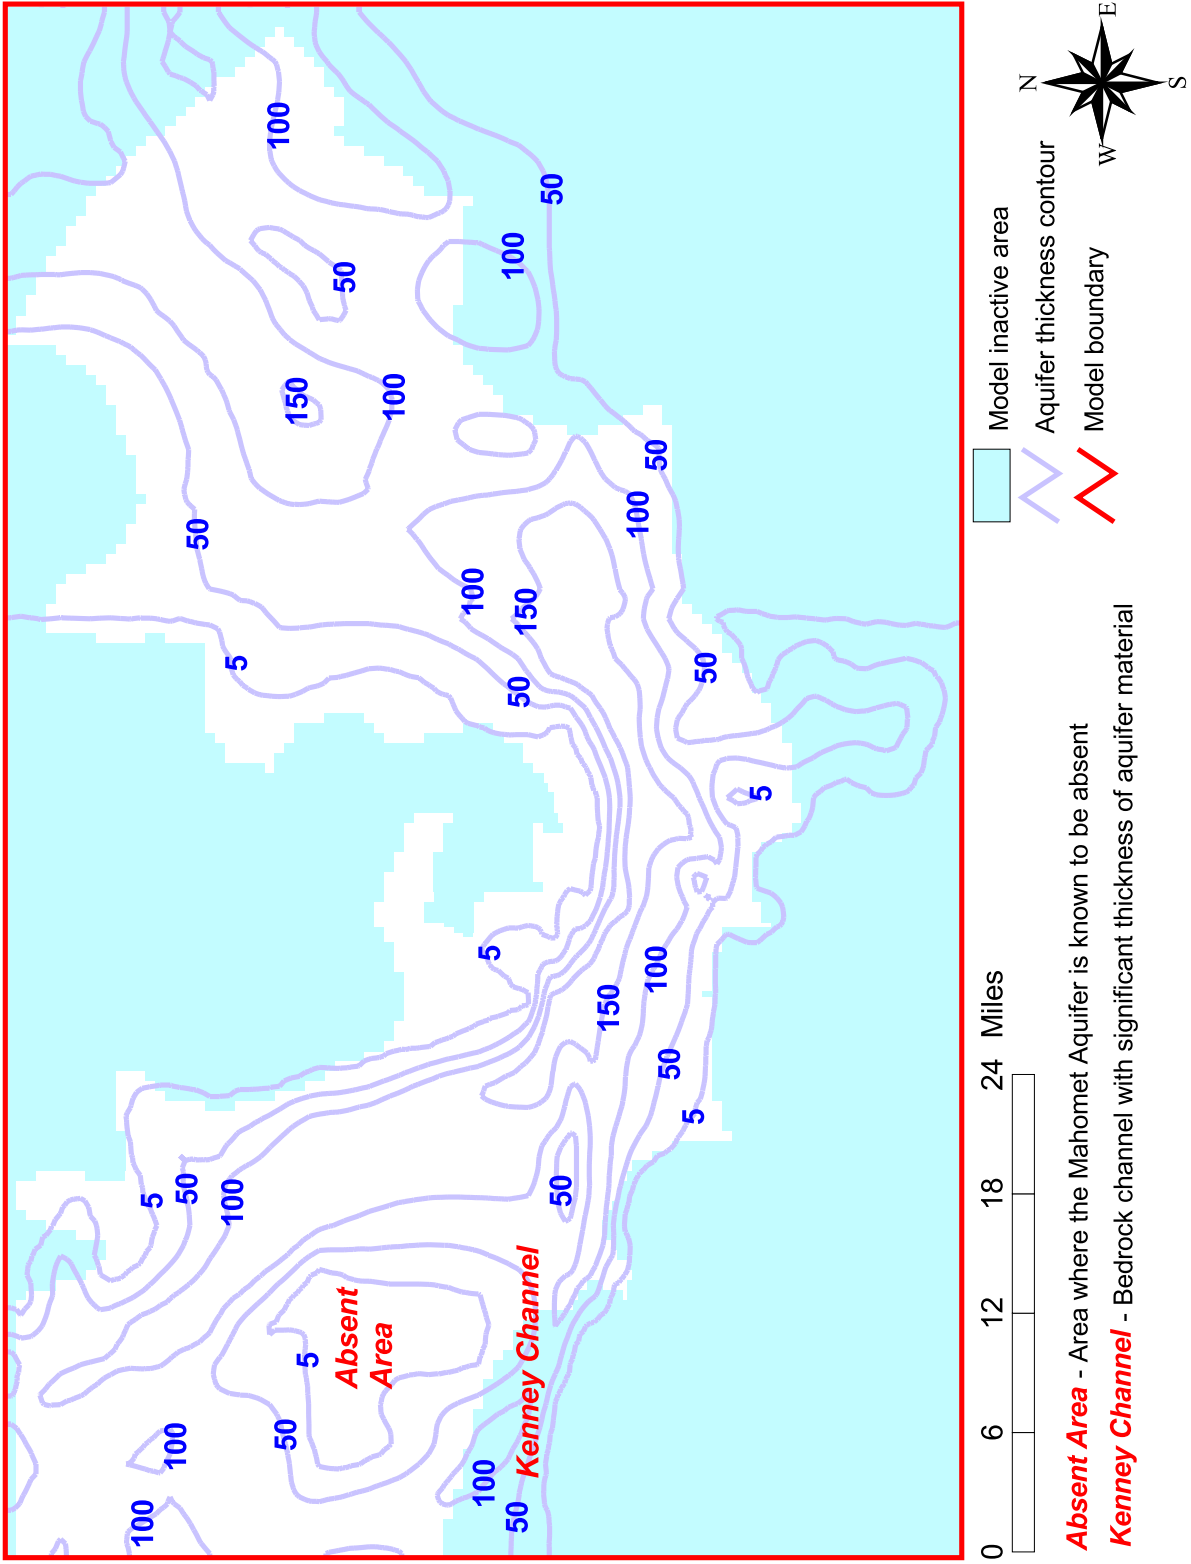 100
5
100
50
50
100
5
100
50
150
5
50
Absent
Area
100
100
100
5
100
50
50
150
Kenney Channel
50
50
150
100
100
50
50
5
50
5
0 6 12 18 24 Miles
Model inactive area
Aquifer thickness contour
Model boundary
N
W
E
S
Absent Area - Area where the Mahomet Aquifer is known to be absent
Kenney Channel - Bedrock channel with significant thickness of aquifer material